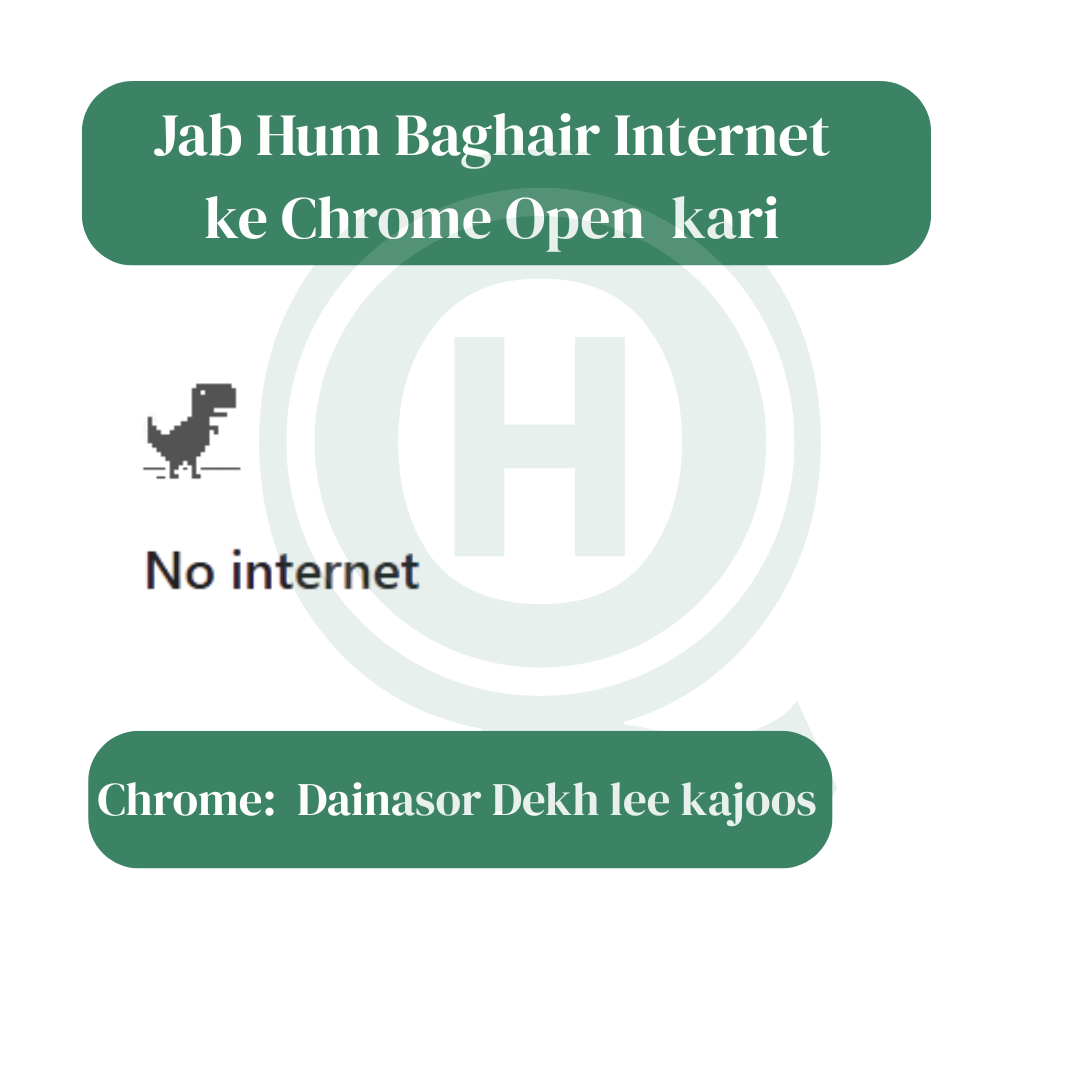 Jab Hum Baghair Internet
ke Chrome Open kari
H
No internet
Chrome: Dainasor Dekh lee kajoos